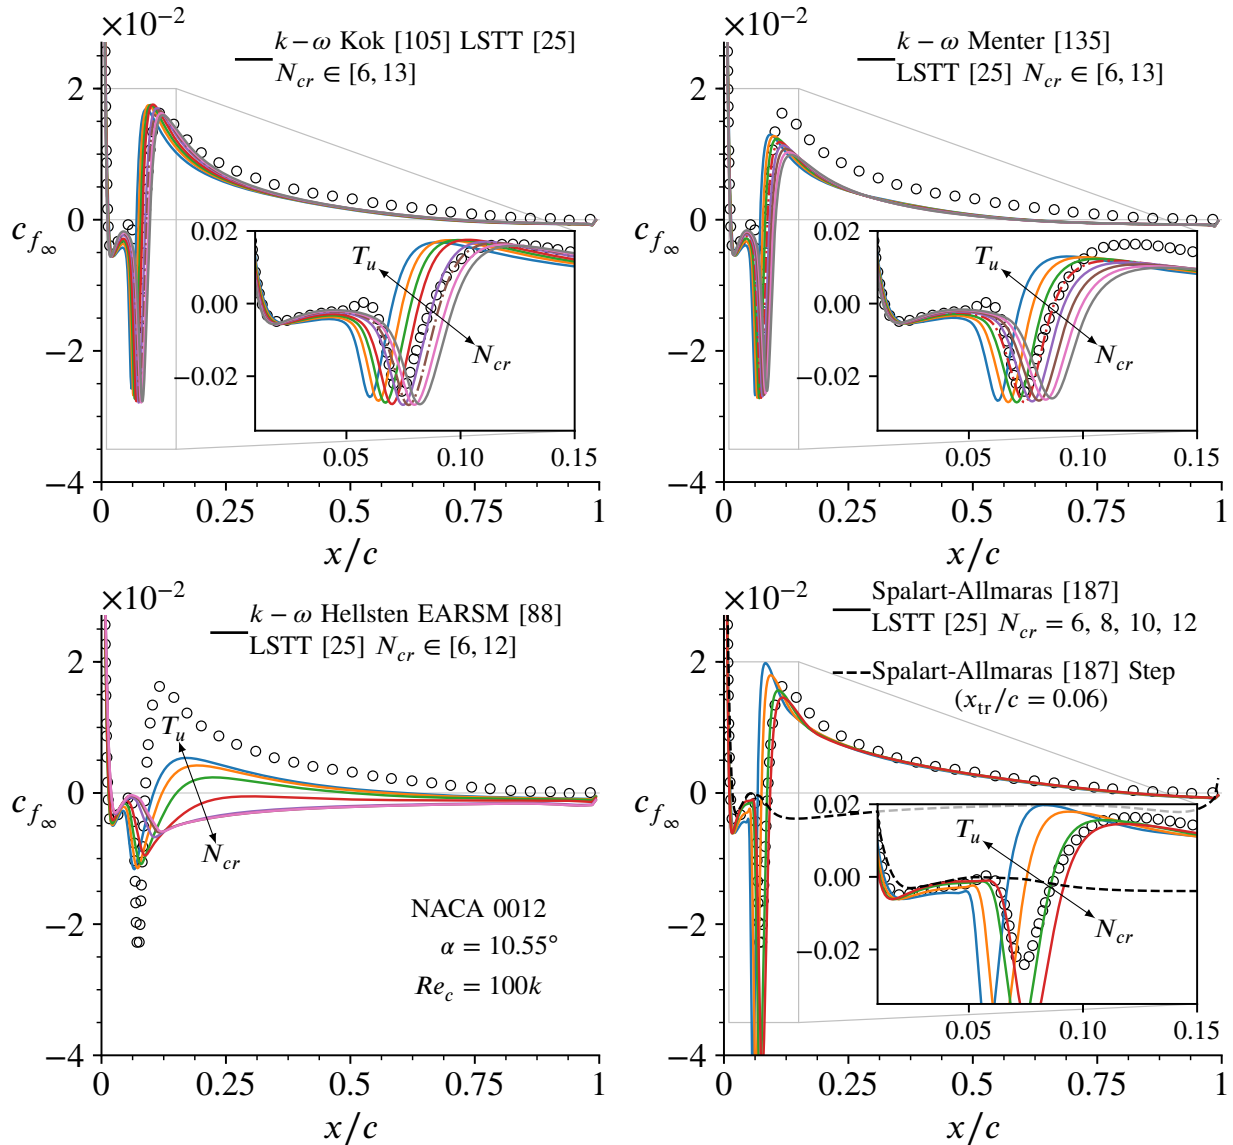 ×10⁻²
k − ω Kok [105] LSTT [25]
N_cr ∈ [6, 13]
2
0
−2
−4
c_f∞
0.02
0.00
−0.02
T_u
N_cr
0.05 0.10 0.15
0 0.25 0.5 0.75 1
x/c
×10⁻²
k − ω Menter [135]
LSTT [25] N_cr ∈ [6, 13]
2
0
−2
−4
c_f∞
0.02
0.00
−0.02
T_u
N_cr
0.05 0.10 0.15
0 0.25 0.5 0.75 1
x/c
×10⁻²
k − ω Hellsten EARSM [88]
LSTT [25] N_cr ∈ [6, 12]
2
0
−2
−4
c_f∞
T_u
N_cr
NACA 0012
α = 10.55°
Re_c = 100k
0 0.25 0.5 0.75 1
x/c
×10⁻²
Spalart-Allmaras [187]
LSTT [25] N_cr = 6, 8, 10, 12
Spalart-Allmaras [187] Step
(x_tr/c = 0.06)
2
0
−2
−4
c_f∞
0.02
0.00
−0.02
T_u
N_cr
0.05 0.10 0.15
0 0.25 0.5 0.75 1
x/c